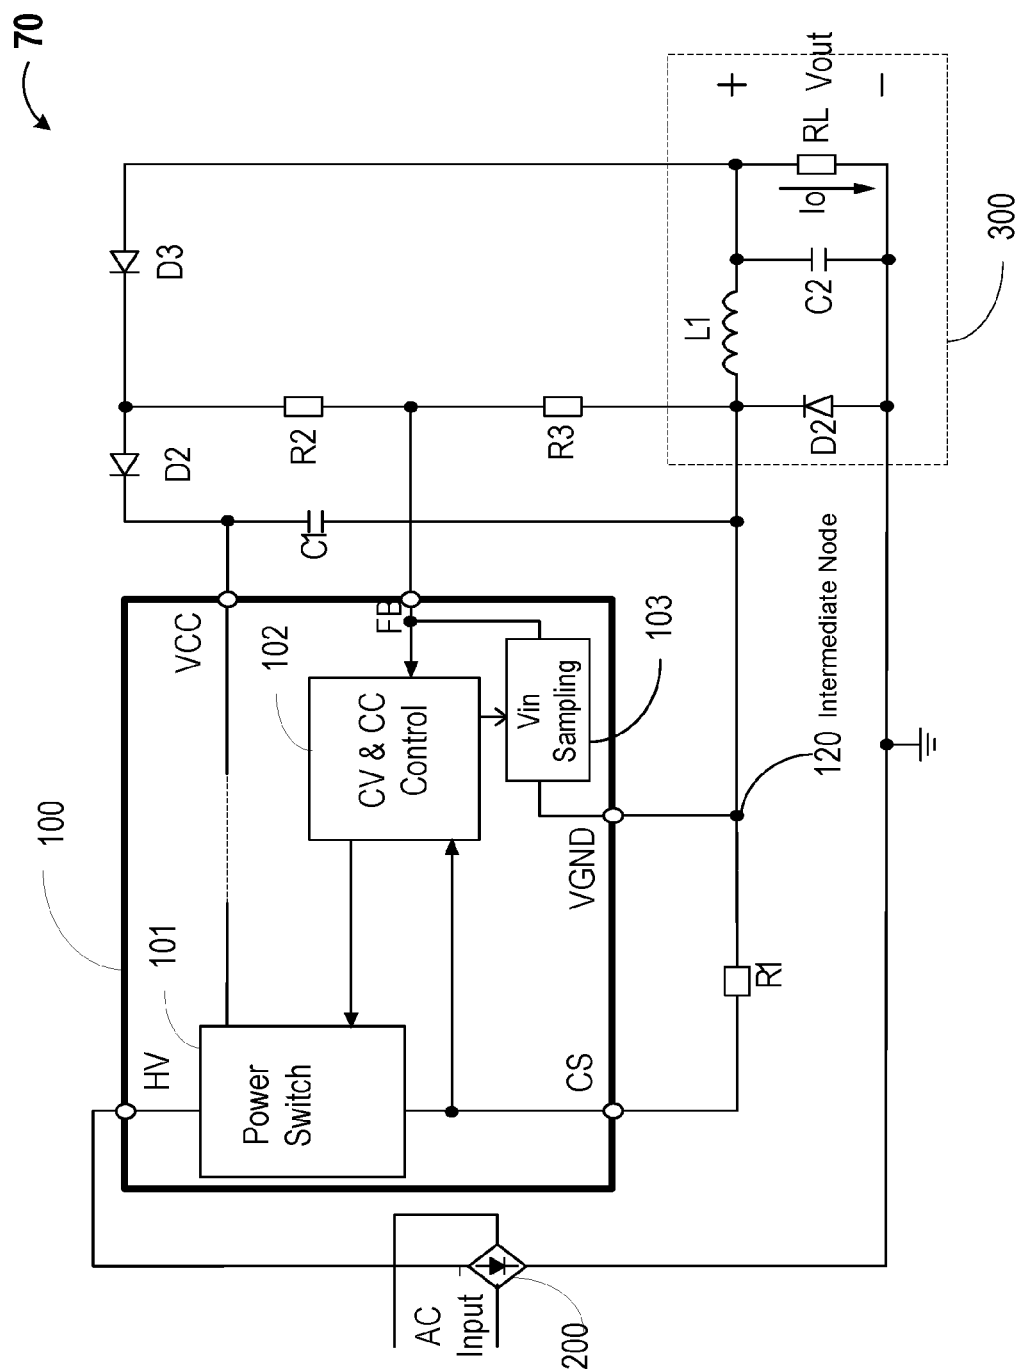 70
AC
Input
200
100
HV
101
Power
Switch
CS
VCC
102
CV & CC
Control
FB
Vin
Sampling
103
VGND
R1
120 Intermediate Node
C1
D2
R2
R3
D3
L1
D2
C2
Io
RL
+
Vout
−
300